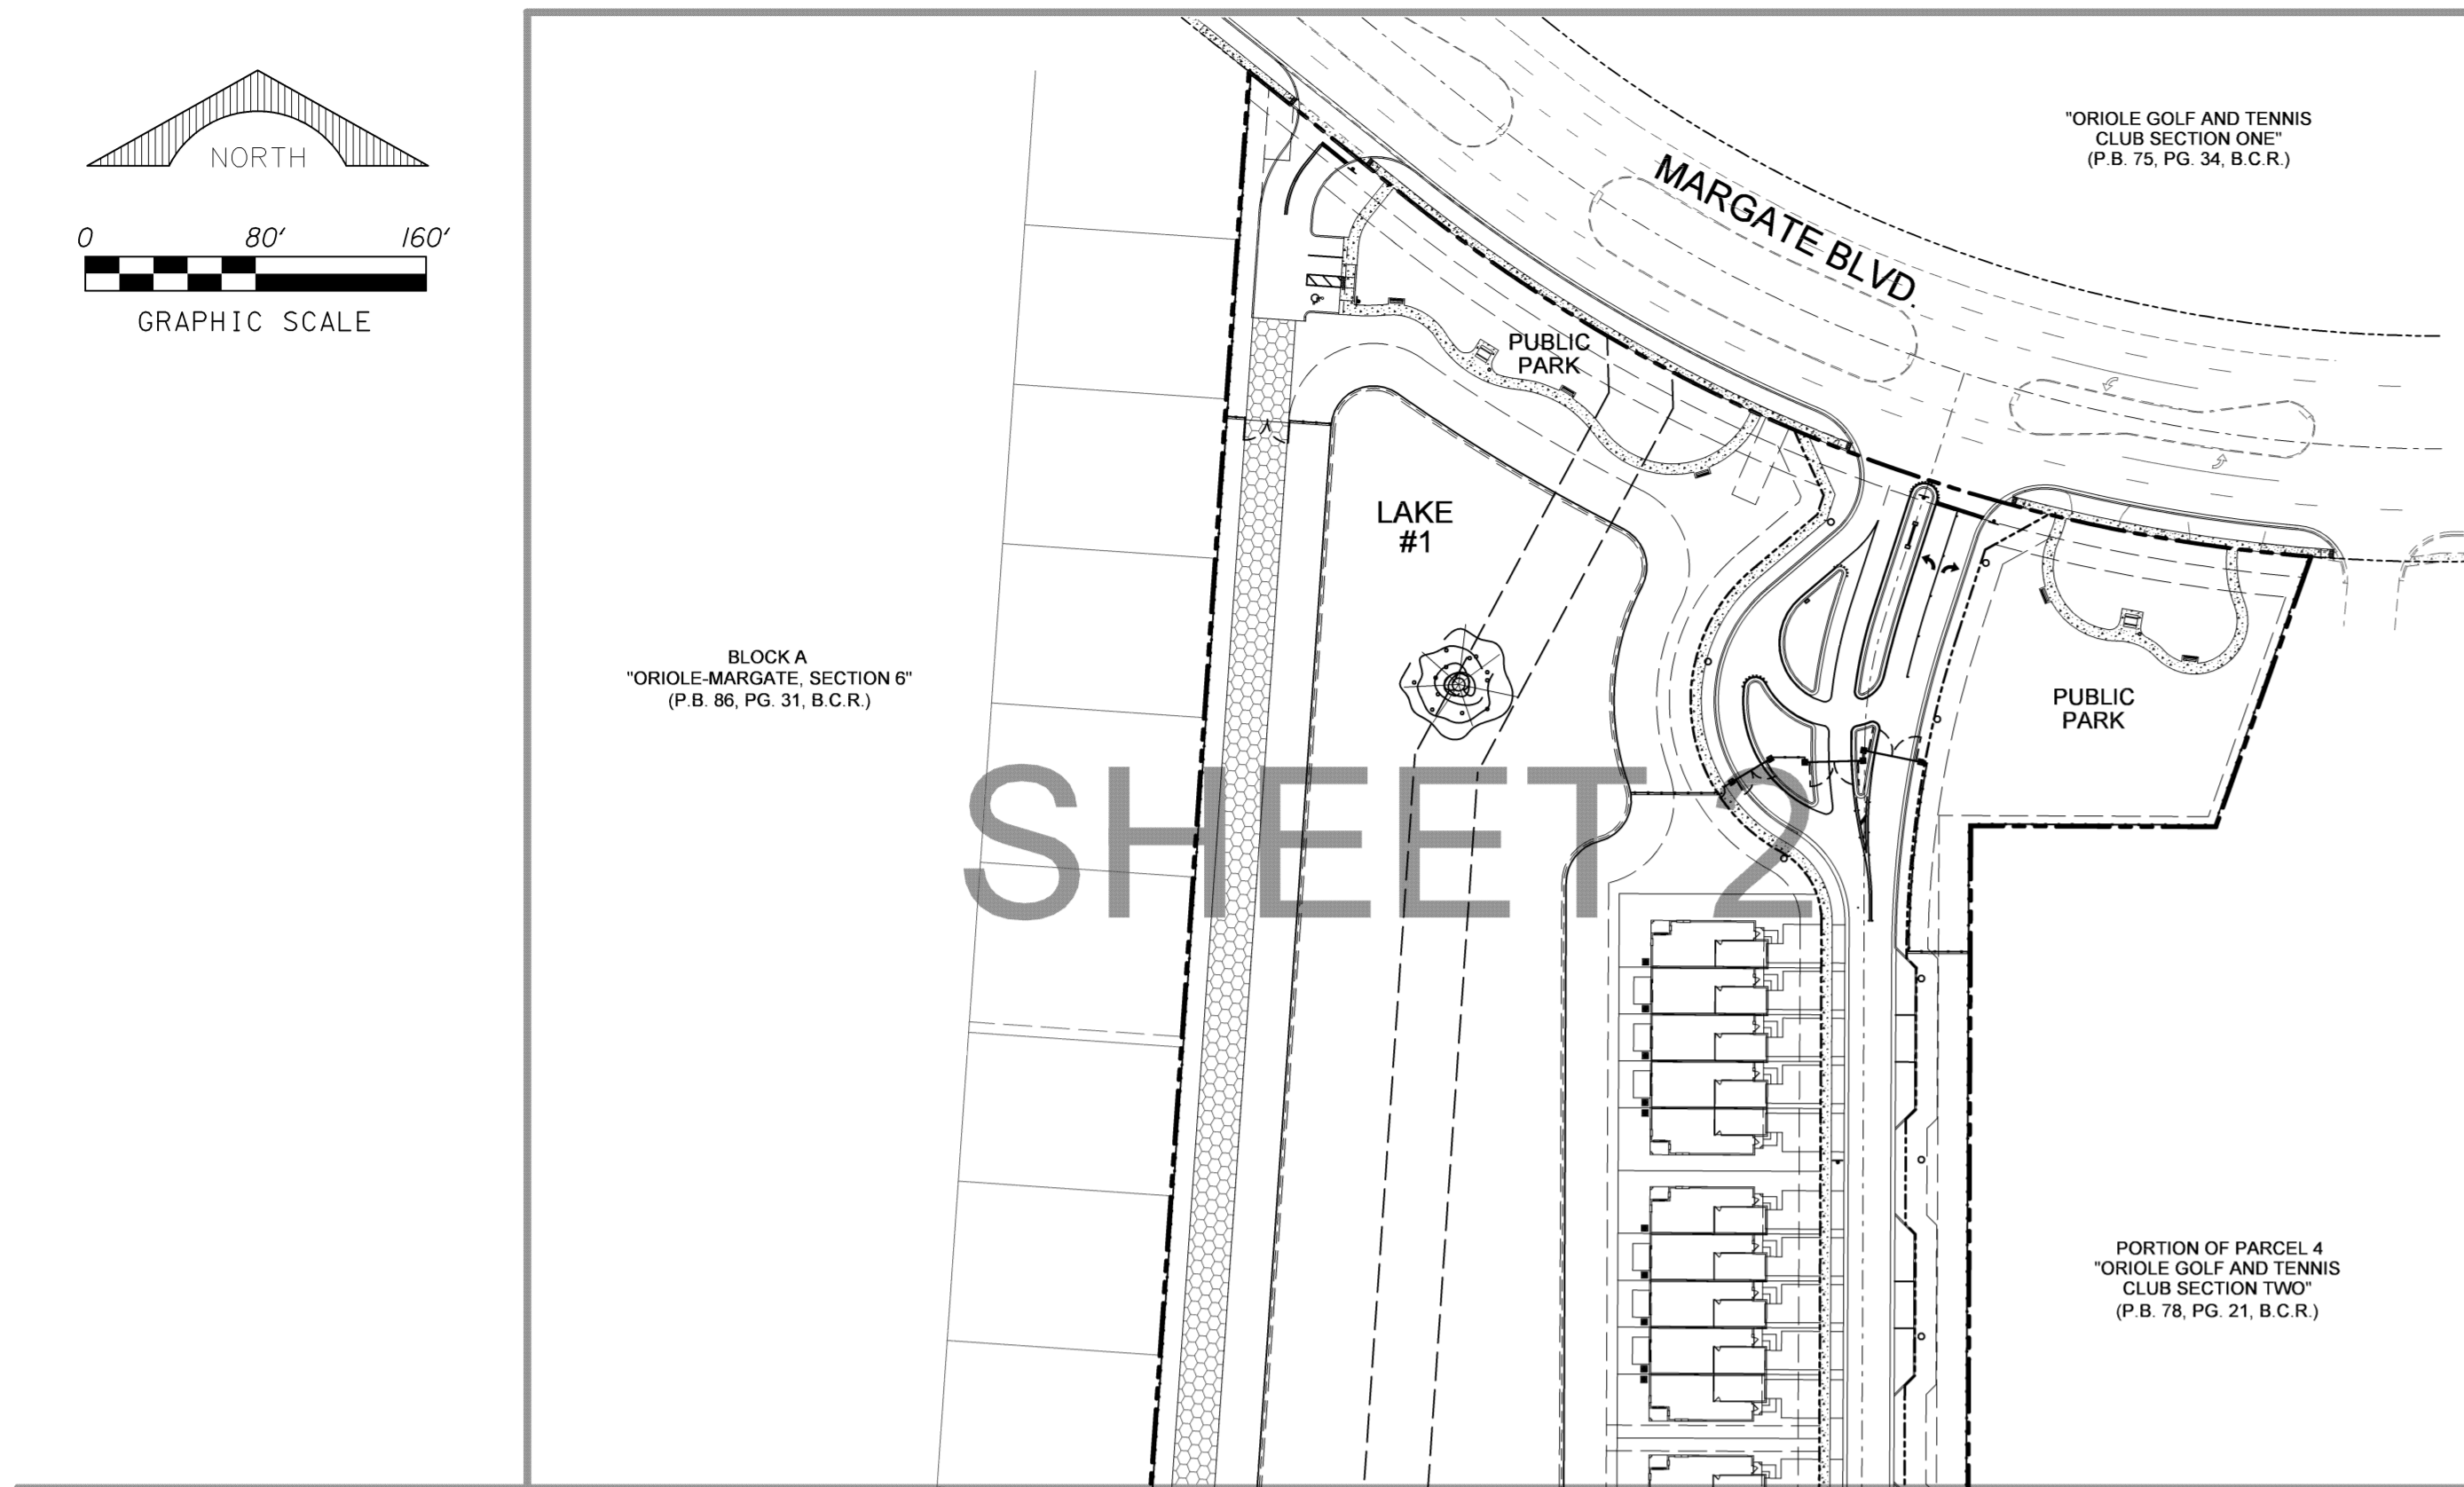 NORTH
0 80' 160'
GRAPHIC SCALE
"ORIOLE GOLF AND TENNIS
CLUB SECTION ONE"
(P.B. 75, PG. 34, B.C.R.)
MARGATE BLVD.
PUBLIC
PARK
LAKE
#1
BLOCK A
"ORIOLE-MARGATE, SECTION 6"
(P.B. 86, PG. 31, B.C.R.)
PUBLIC
PARK
SHEET 2
PORTION OF PARCEL 4
"ORIOLE GOLF AND TENNIS
CLUB SECTION TWO"
(P.B. 78, PG. 21, B.C.R.)